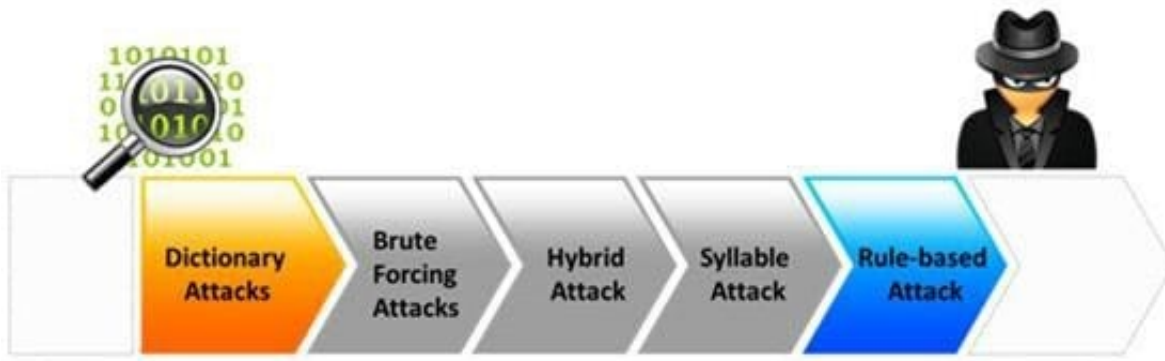 1010101
Dictionary
Attacks
Brute
Forcing
Attacks
Hybrid
Attack
Syllable
Attack
Rule-based
Attack